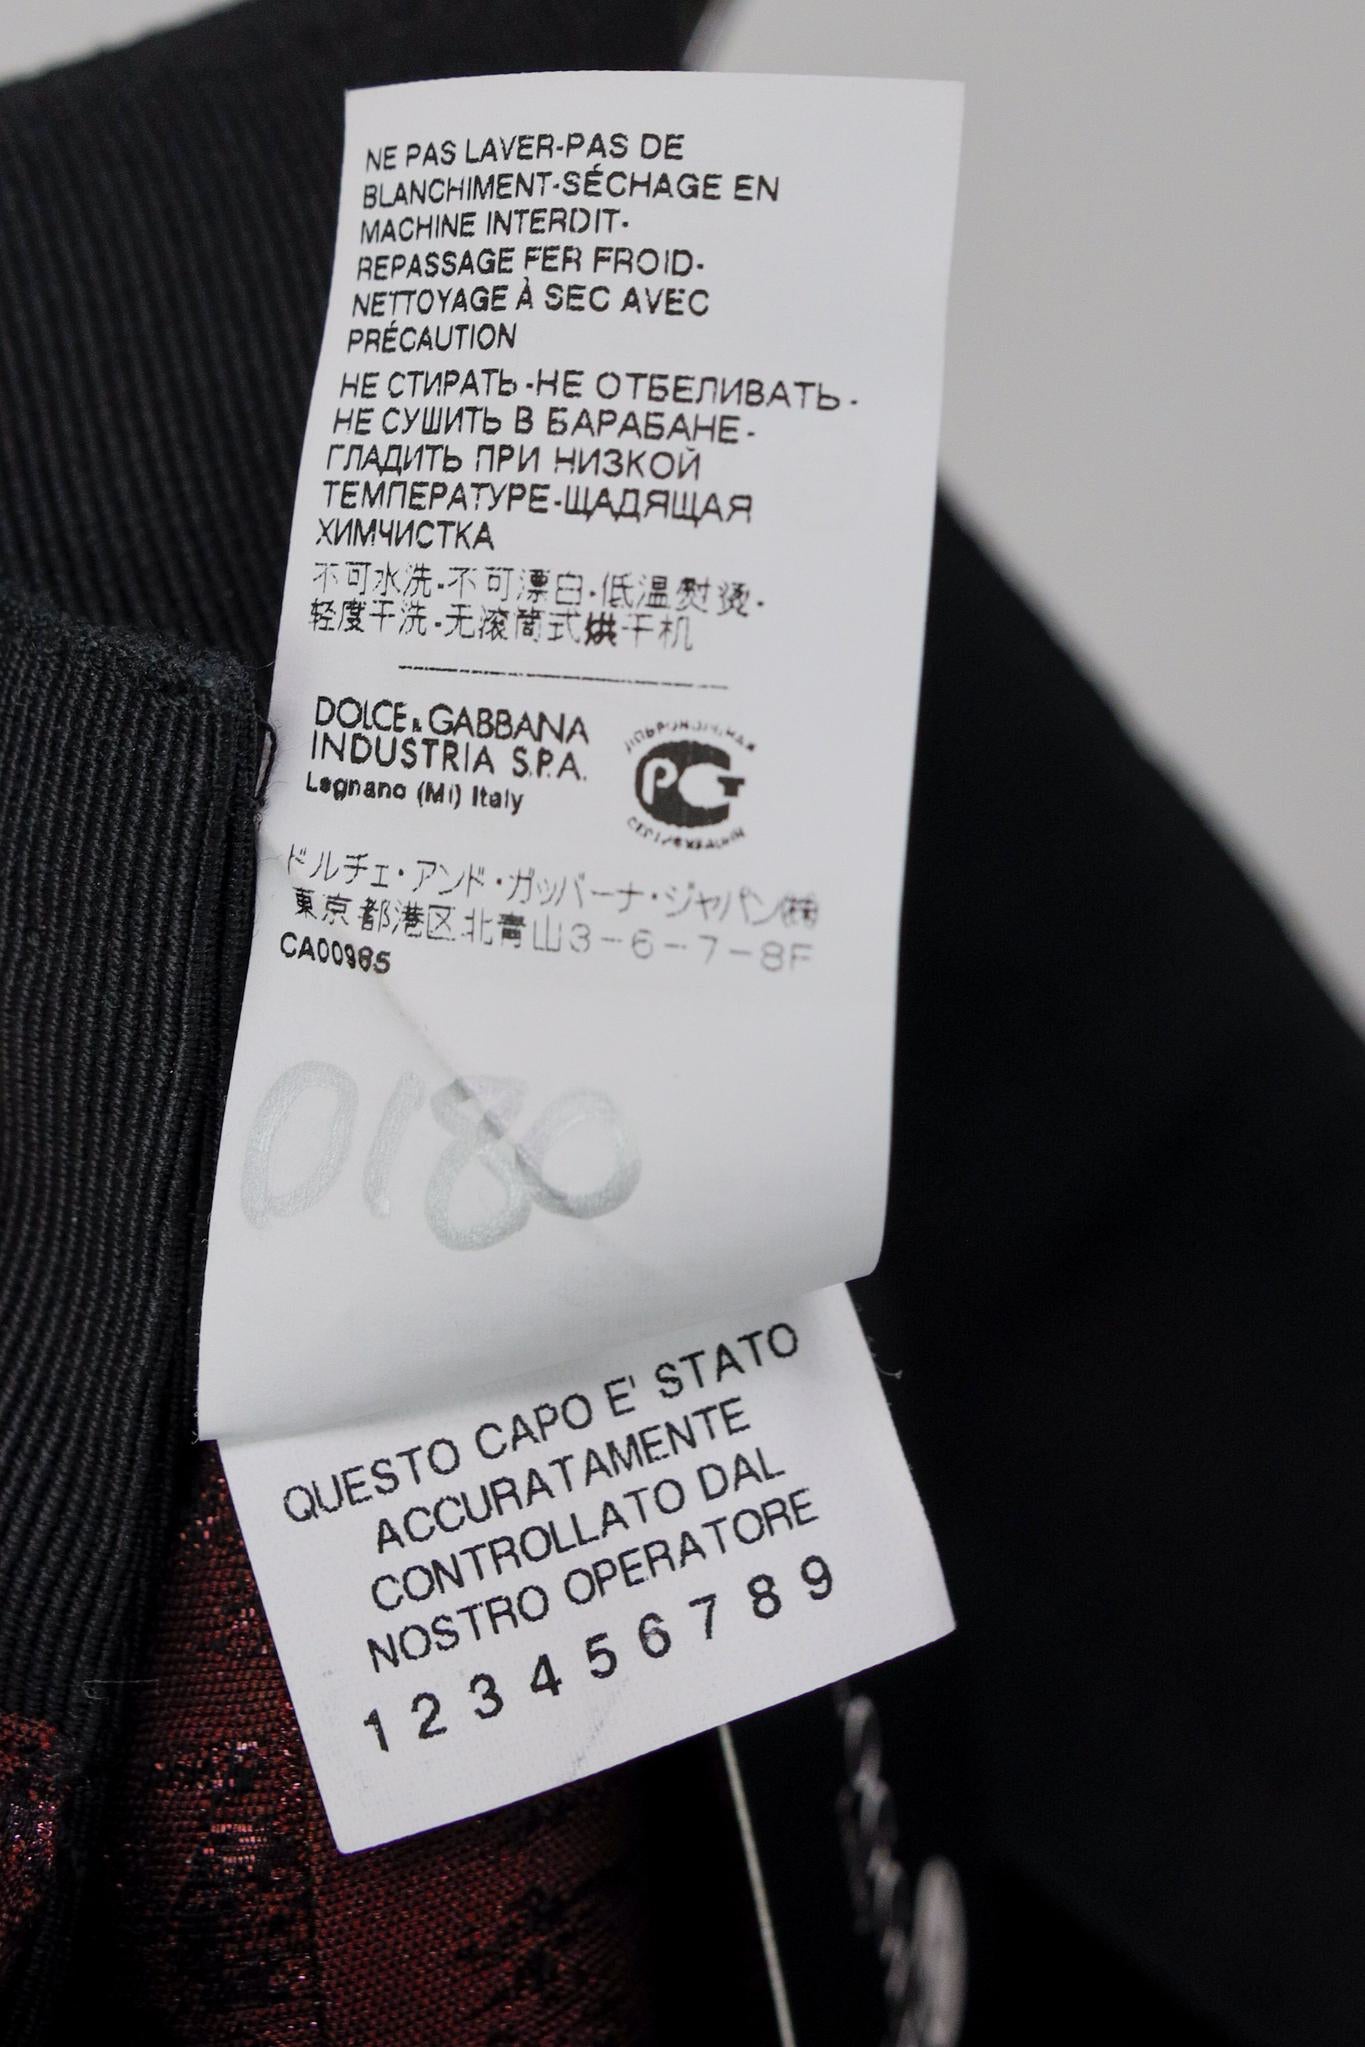 NE PAS LAVER-PAS DE
BLANCHIMENT-SÉCHAGE EN
MACHINE INTERDIT-
REPASSAGE FER FROID-
NETTOYAGE À SEC AVEC
PRÉCAUTION
НЕ СТИРАТЬ-НЕ ОТБЕЛИВАТЬ-
НЕ СУШИТЬ В БАРАБАНЕ-
ГЛАДИТЬ ПРИ НИЗКОЙ
ТЕМПЕРАТУРЕ-ЩАДЯЩАЯ
ХИМЧИСТКА
不可水洗-不可漂白-低温熨烫-
轻度干洗-无滚筒式烘干机
DOLCE & GABBANA
INDUSTRIA S.P.A.
Legnano (Mi) Italy
РСТ
ドルチェ・アンド・ガッバーナ・ジャパン㈱
東京都港区北青山3-6-7-8F
CA00985
0180
QUESTO CAPO E' STATO
ACCURATAMENTE
CONTROLLATO DAL
NOSTRO OPERATORE
1 2 3 4 5 6 7 8 9